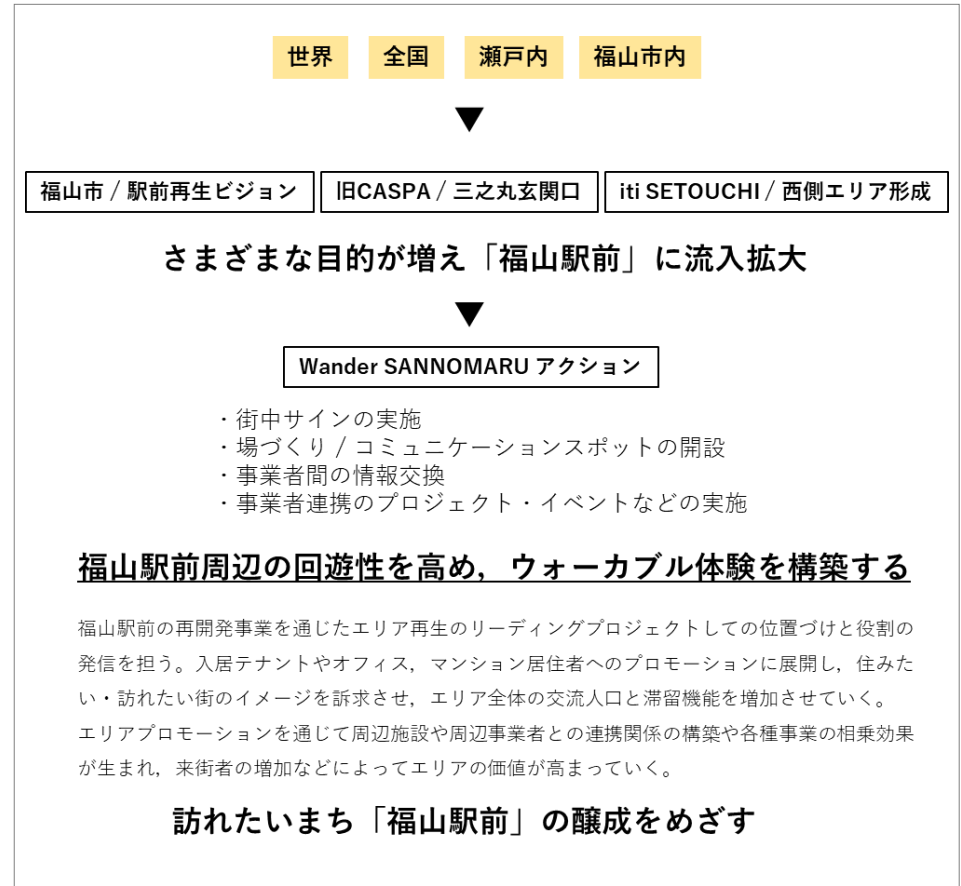 世界 全国 瀬戸内 福山市内
▼
福山市 / 駅前再生ビジョン 旧CASPA / 三之丸玄関口 iti SETOUCHI / 西側エリア形成
さまざまな目的が増え「福山駅前」に流入拡大
▼
Wander SANNOMARU アクション
・街中サインの実施
・場づくり / コミュニケーションスポットの開設
・事業者間の情報交換
・事業者連携のプロジェクト・イベントなどの実施
福山駅前周辺の回遊性を高め，ウォーカブル体験を構築する
福山駅前の再開発事業を通じたエリア再生のリーディングプロジェクトしての位置づけと役割の
発信を担う。入居テナントやオフィス，マンション居住者へのプロモーションに展開し，住みた
い・訪れたい街のイメージを訴求させ，エリア全体の交流人口と滞留機能を増加させていく。
エリアプロモーションを通じて周辺施設や周辺事業者との連携関係の構築や各種事業の相乗効果
が生まれ，来街者の増加などによってエリアの価値が高まっていく。
訪れたいまち「福山駅前」の醸成をめざす